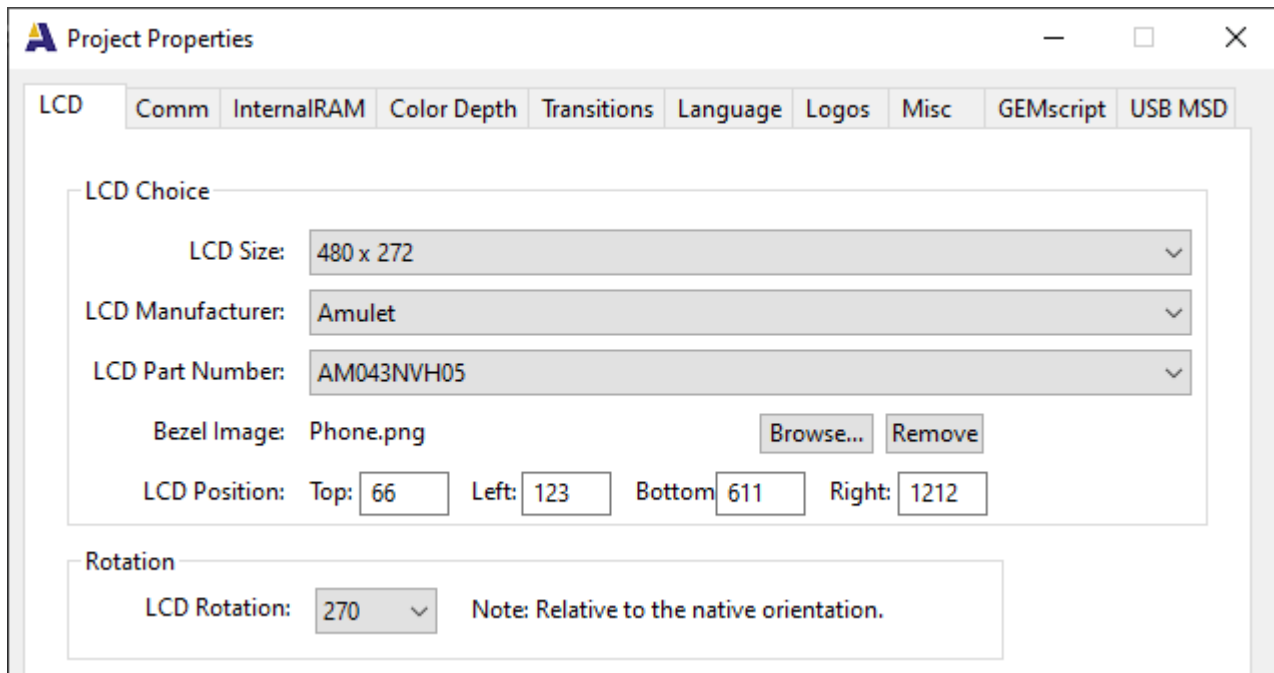 Project Properties
LCD Comm InternalRAM Color Depth Transitions Language Logos Misc GEMscript USB MSD
LCD Choice
LCD Size: 480 x 272
LCD Manufacturer: Amulet
LCD Part Number: AM043NVH05
Bezel Image: Phone.png Browse... Remove
LCD Position: Top: 66 Left: 123 Bottom 611 Right: 1212
Rotation
LCD Rotation: 270 Note: Relative to the native orientation.